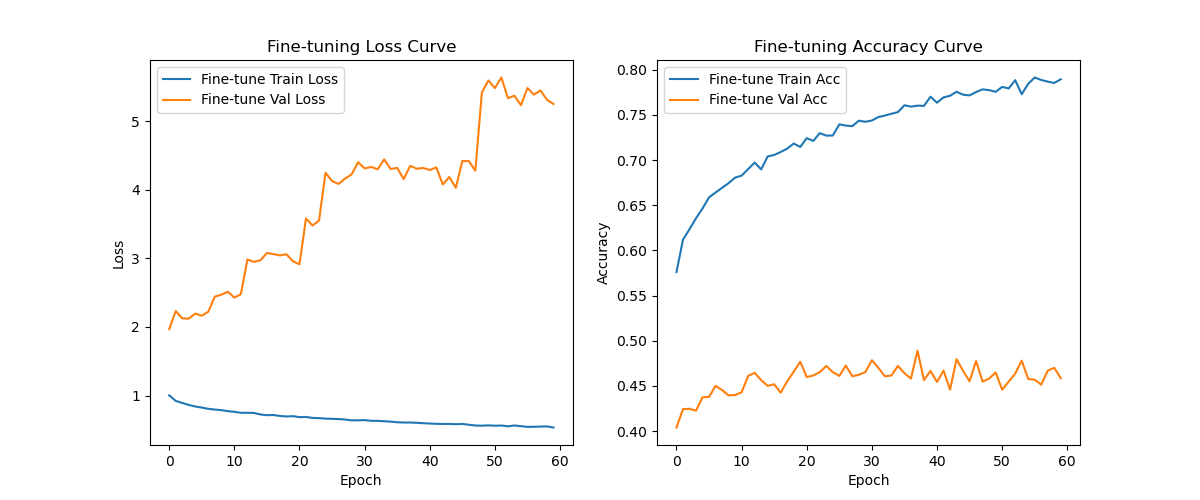 Fine-tuning Loss Curve
Fine-tune Train Loss
Fine-tune Val Loss
5
4
3
2
1
Loss
0 10 20 30 40 50 60
Epoch
Fine-tuning Accuracy Curve
Fine-tune Train Acc
Fine-tune Val Acc
0.80
0.75
0.70
0.65
0.60
0.55
0.50
0.45
0.40
Accuracy
0 10 20 30 40 50 60
Epoch